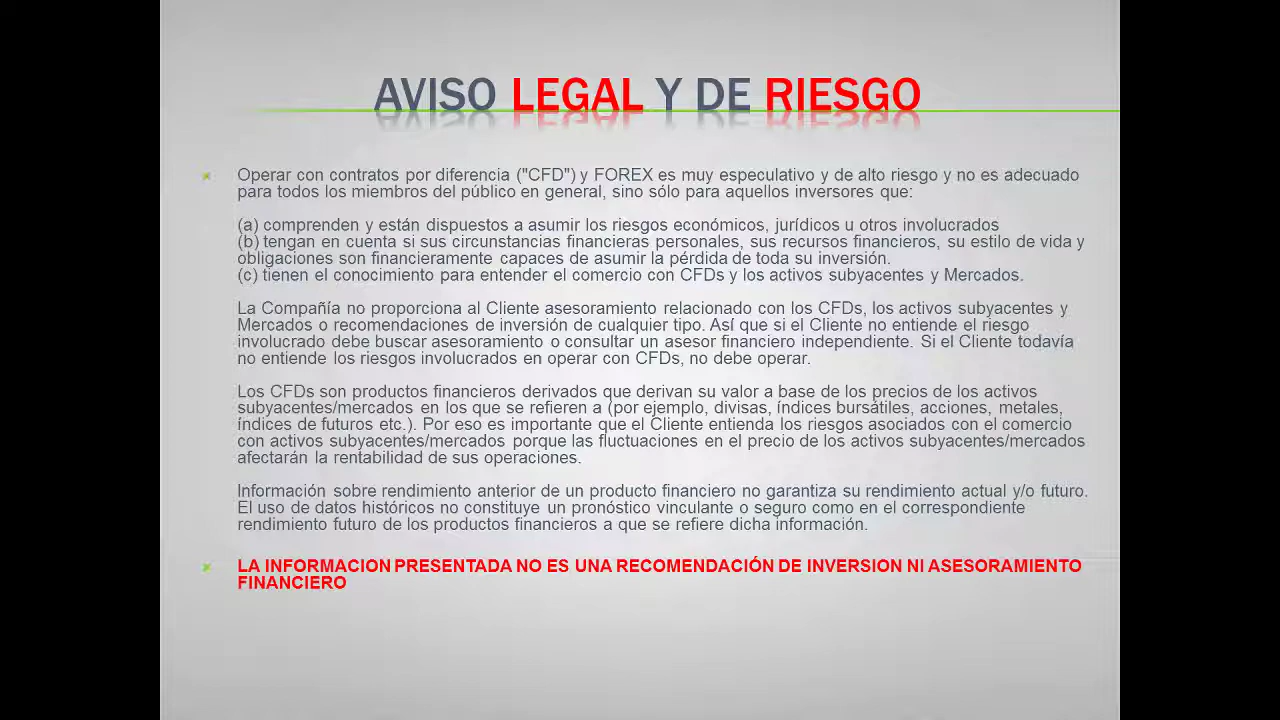 AVISO LEGAL Y DE RIESGO
Operar con contratos por diferencia ("CFD") y FOREX es muy especulativo y de alto riesgo y no es adecuado
para todos los miembros del público en general, sino sólo para aquellos inversores que:
(a) comprenden y están dispuestos a asumir los riesgos económicos, jurídicos u otros involucrados
(b) tengan en cuenta si sus circunstancias financieras personales, sus recursos financieros, su estilo de vida y
obligaciones son financieramente capaces de asumir la pérdida de toda su inversión.
(c) tienen el conocimiento para entender el comercio con CFDs y los activos subyacentes y Mercados.
La Compañía no proporciona al Cliente asesoramiento relacionado con los CFDs, los activos subyacentes y
Mercados o recomendaciones de inversión de cualquier tipo. Así que si el Cliente no entiende el riesgo
involucrado debe buscar asesoramiento o consultar un asesor financiero independiente. Si el Cliente todavía
no entiende los riesgos involucrados en operar con CFDs, no debe operar.
Los CFDs son productos financieros derivados que derivan su valor a base de los precios de los activos
subyacentes/mercados en los que se refieren a (por ejemplo, divisas, índices bursátiles, acciones, metales,
índices de futuros etc.). Por eso es importante que el Cliente entienda los riesgos asociados con el comercio
con activos subyacentes/mercados porque las fluctuaciones en el precio de los activos subyacentes/mercados
afectarán la rentabilidad de sus operaciones.
Información sobre rendimiento anterior de un producto financiero no garantiza su rendimiento actual y/o futuro.
El uso de datos históricos no constituye un pronóstico vinculante o seguro como en el correspondiente
rendimiento futuro de los productos financieros a que se refiere dicha información.
LA INFORMACION PRESENTADA NO ES UNA RECOMENDACIÓN DE INVERSION NI ASESORAMIENTO
FINANCIERO